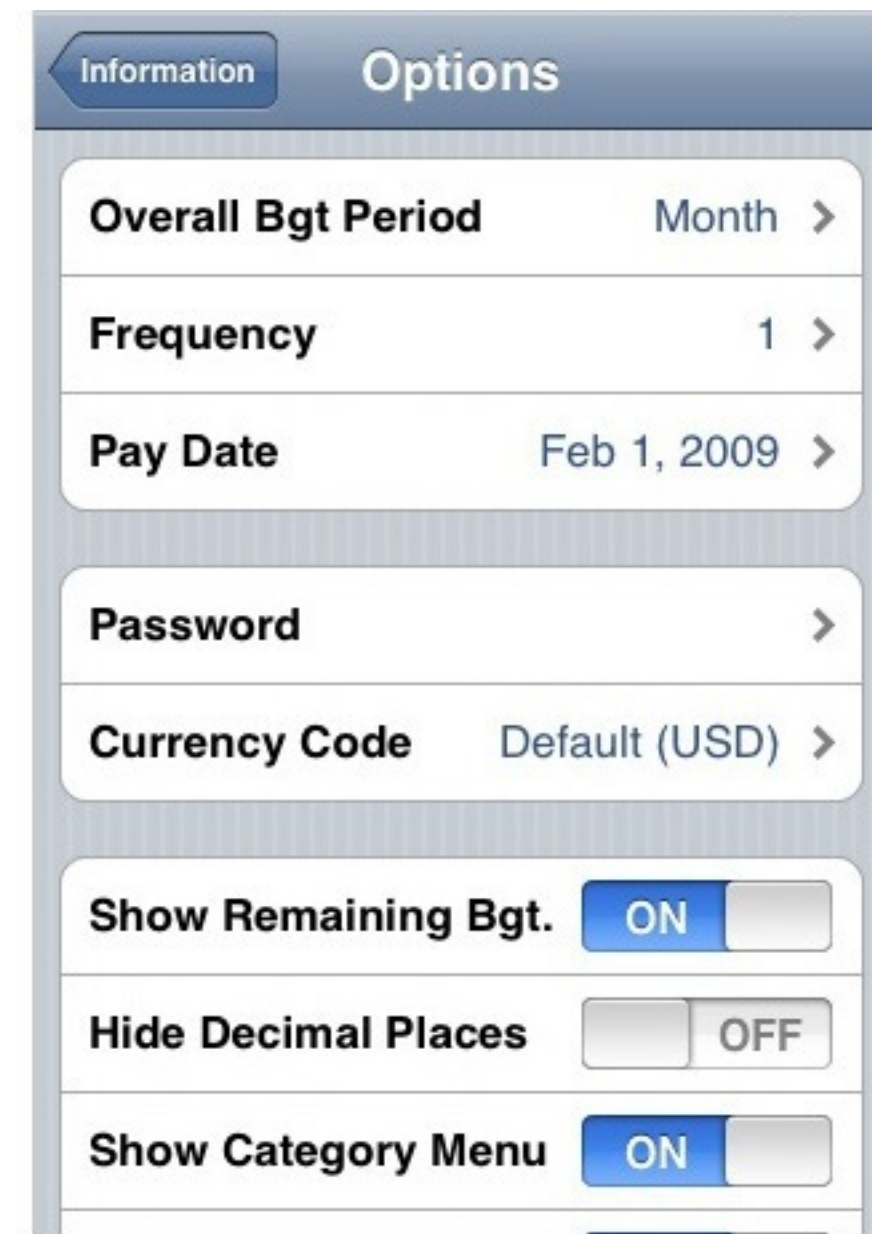 Information Options
Overall Bgt Period Month
Frequency 1
Pay Date Feb 1, 2009
Password
Currency Code Default (USD)
Show Remaining Bgt. ON
Hide Decimal Places OFF
Show Category Menu ON